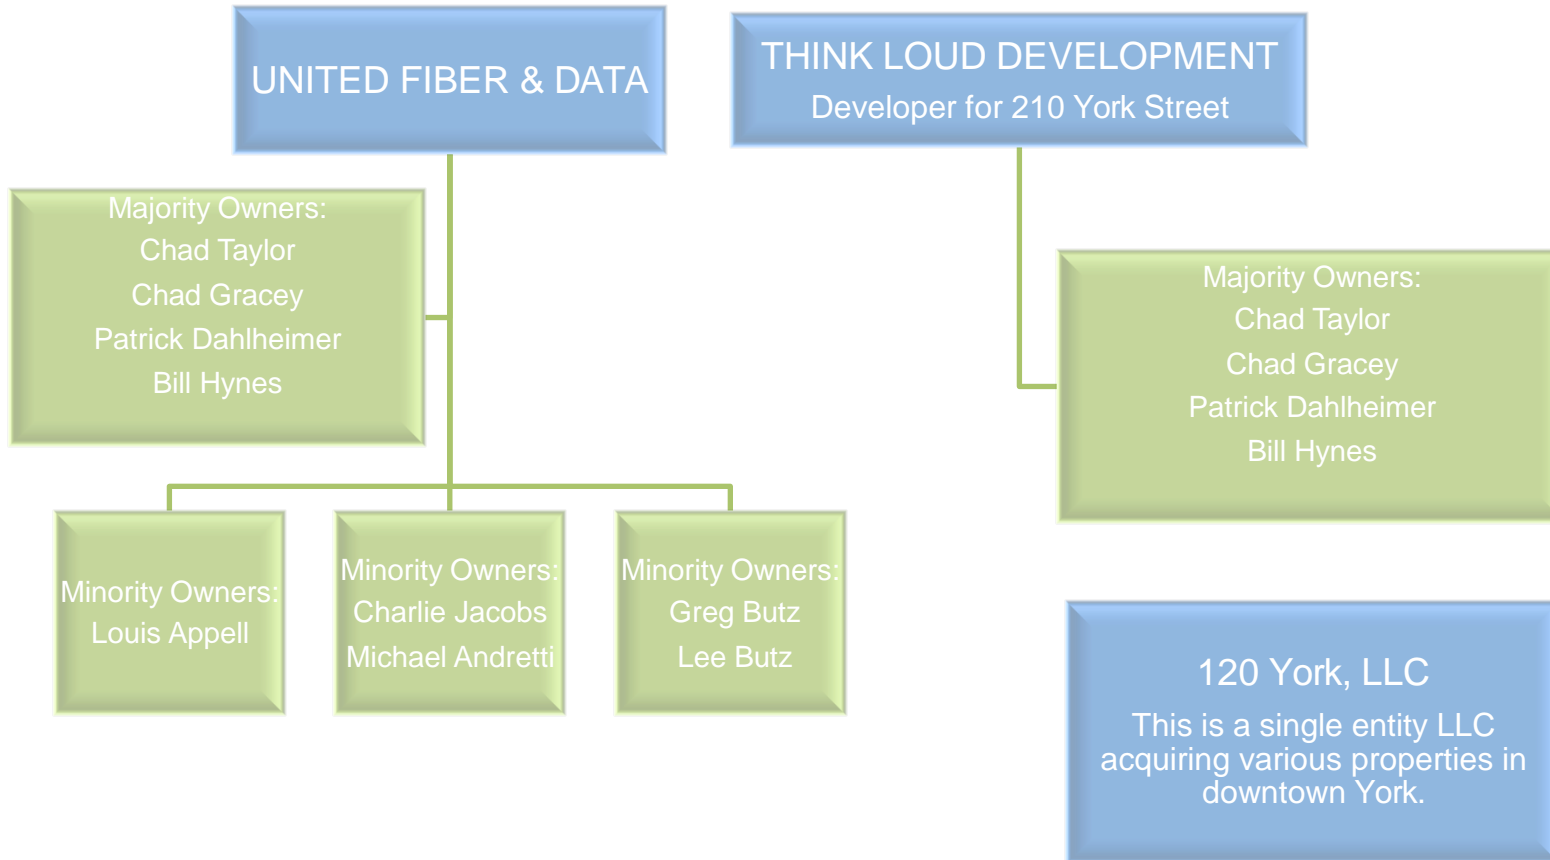 UNITED FIBER & DATA
THINK LOUD DEVELOPMENT
Developer for 210 York Street
Majority Owners:
Chad Taylor
Chad Gracey
Patrick Dahlheimer
Bill Hynes
Majority Owners:
Chad Taylor
Chad Gracey
Patrick Dahlheimer
Bill Hynes
Minority Owners:
Louis Appell
Minority Owners:
Charlie Jacobs
Michael Andretti
Minority Owners:
Greg Butz
Lee Butz
120 York, LLC
This is a single entity LLC
acquiring various properties in
downtown York.